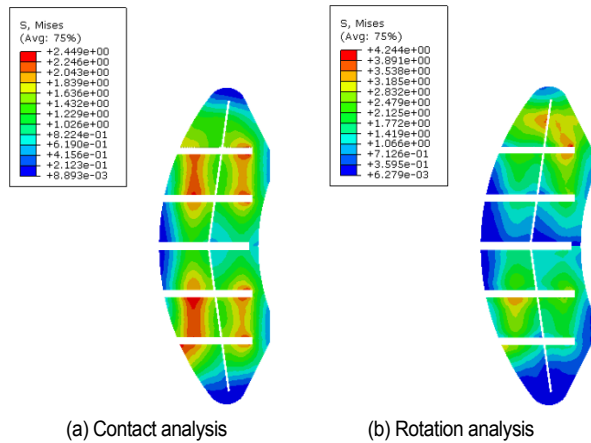 S, Mises
(Avg: 75%)
+2.449e+00
+2.246e+00
+2.043e+00
+1.839e+00
+1.636e+00
+1.432e+00
+1.229e+00
+1.026e+00
+8.224e-01
+6.190e-01
+4.156e-01
+2.123e-01
+8.893e-03
S, Mises
(Avg: 75%)
+4.244e+00
+3.891e+00
+3.538e+00
+3.185e+00
+2.832e+00
+2.479e+00
+2.125e+00
+1.772e+00
+1.419e+00
+1.066e+00
+7.126e-01
+3.595e-01
+6.279e-03
(a) Contact analysis
(b) Rotation analysis